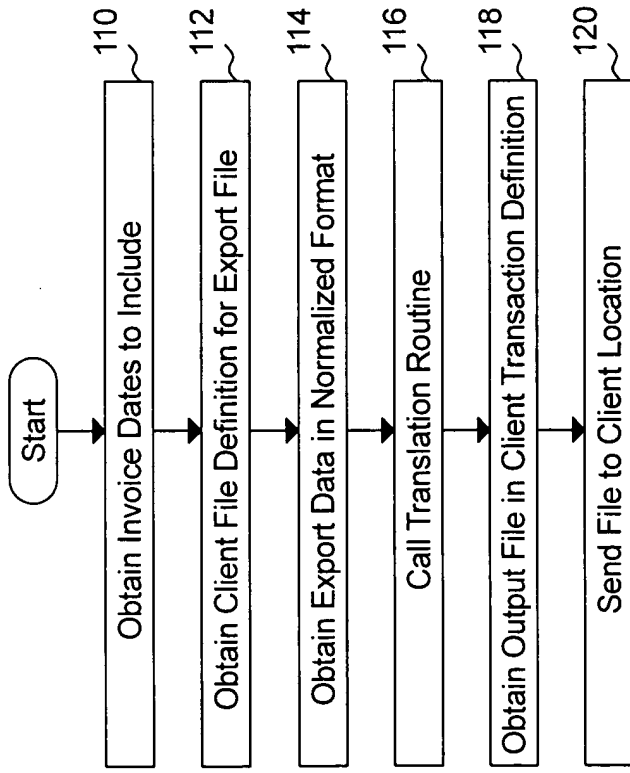 Start
Obtain Invoice Dates to Include
110
Obtain Client File Definition for Export File
112
Obtain Export Data in Normalized Format
114
Call Translation Routine
116
Obtain Output File in Client Transaction Definition
118
Send File to Client Location
120